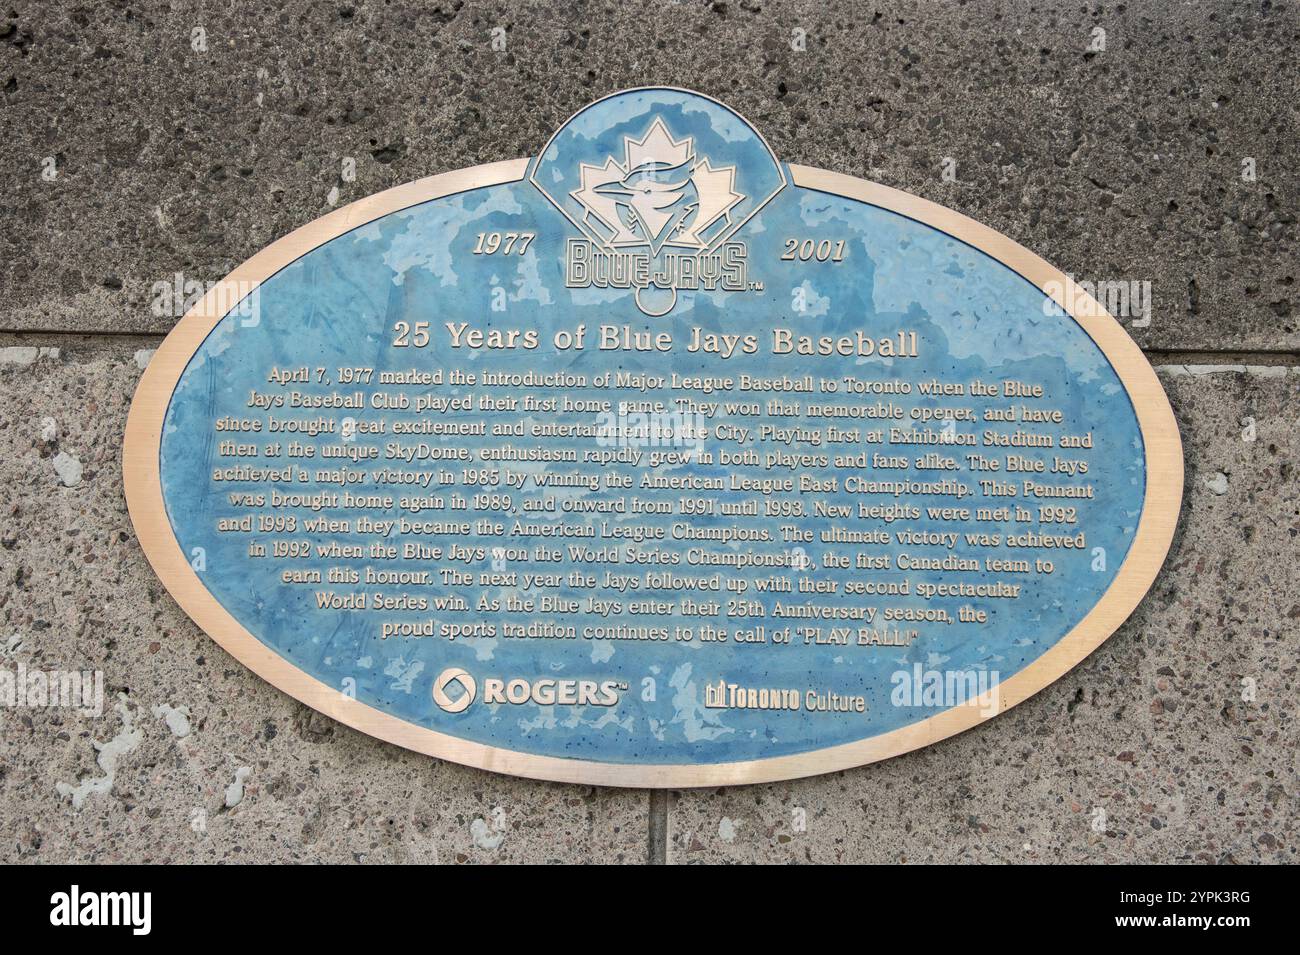 BLUE JAYS™
1977 2001
25 Years of Blue Jays Baseball
April 7, 1977 marked the introduction of Major League Baseball to Toronto when the Blue
Jays Baseball Club played their first home game. They won that memorable opener, and have
since brought great excitement and entertainment to the City. Playing first at Exhibition Stadium and
then at the unique SkyDome, enthusiasm rapidly grew in both players and fans alike. The Blue Jays
achieved a major victory in 1985 by winning the American League East Championship. This Pennant
was brought home again in 1989, and onward from 1991 until 1993. New heights were met in 1992
and 1993 when they became the American League Champions. The ultimate victory was achieved
in 1992 when the Blue Jays won the World Series Championship, the first Canadian team to
earn this honour. The next year the Jays followed up with their second spectacular
World Series win. As the Blue Jays enter their 25th Anniversary season, the
proud sports tradition continues to the call of "PLAY BALL!"
ROGERS™ TORONTO Culture
alamy
Image ID: 2YPK3RG
www.alamy.com